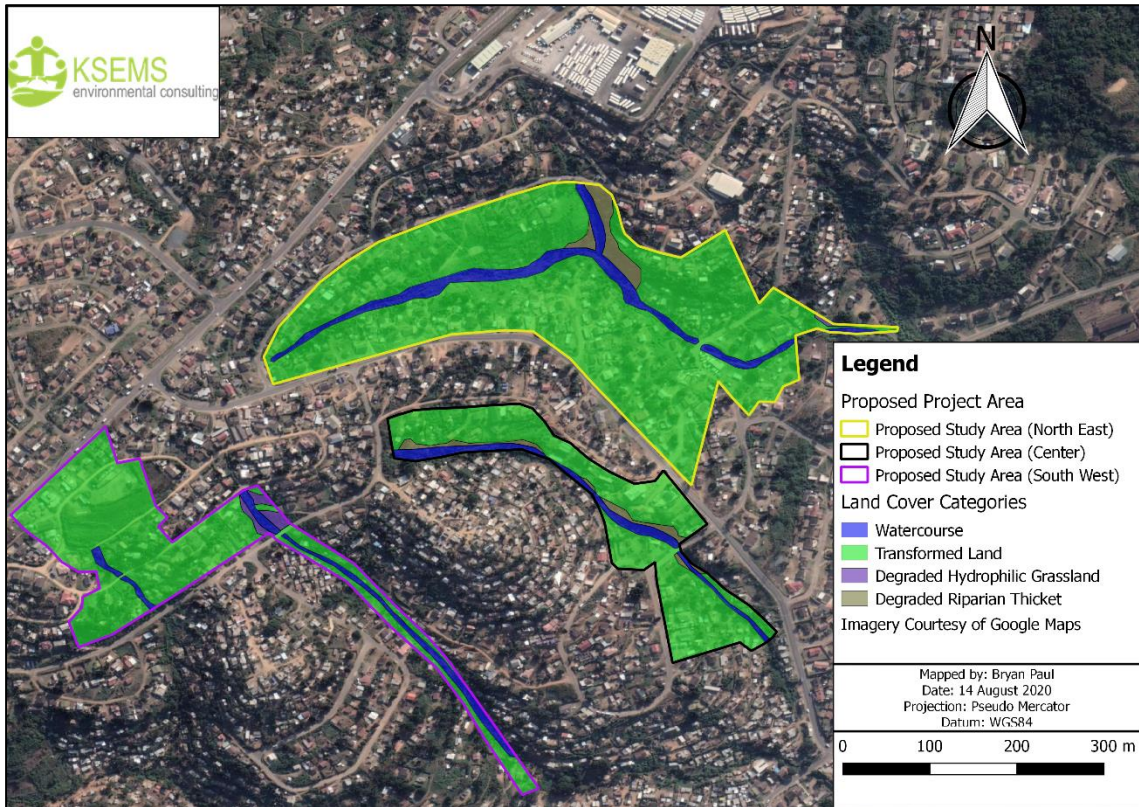 KSEMS
environmental consulting
N
Legend
Proposed Project Area
Proposed Study Area (North East)
Proposed Study Area (Center)
Proposed Study Area (South West)
Land Cover Categories
Watercourse
Transformed Land
Degraded Hydrophilic Grassland
Degraded Riparian Thicket
Imagery Courtesy of Google Maps
Mapped by: Bryan Paul
Date: 14 August 2020
Projection: Pseudo Mercator
Datum: WGS84
0 100 200 300 m